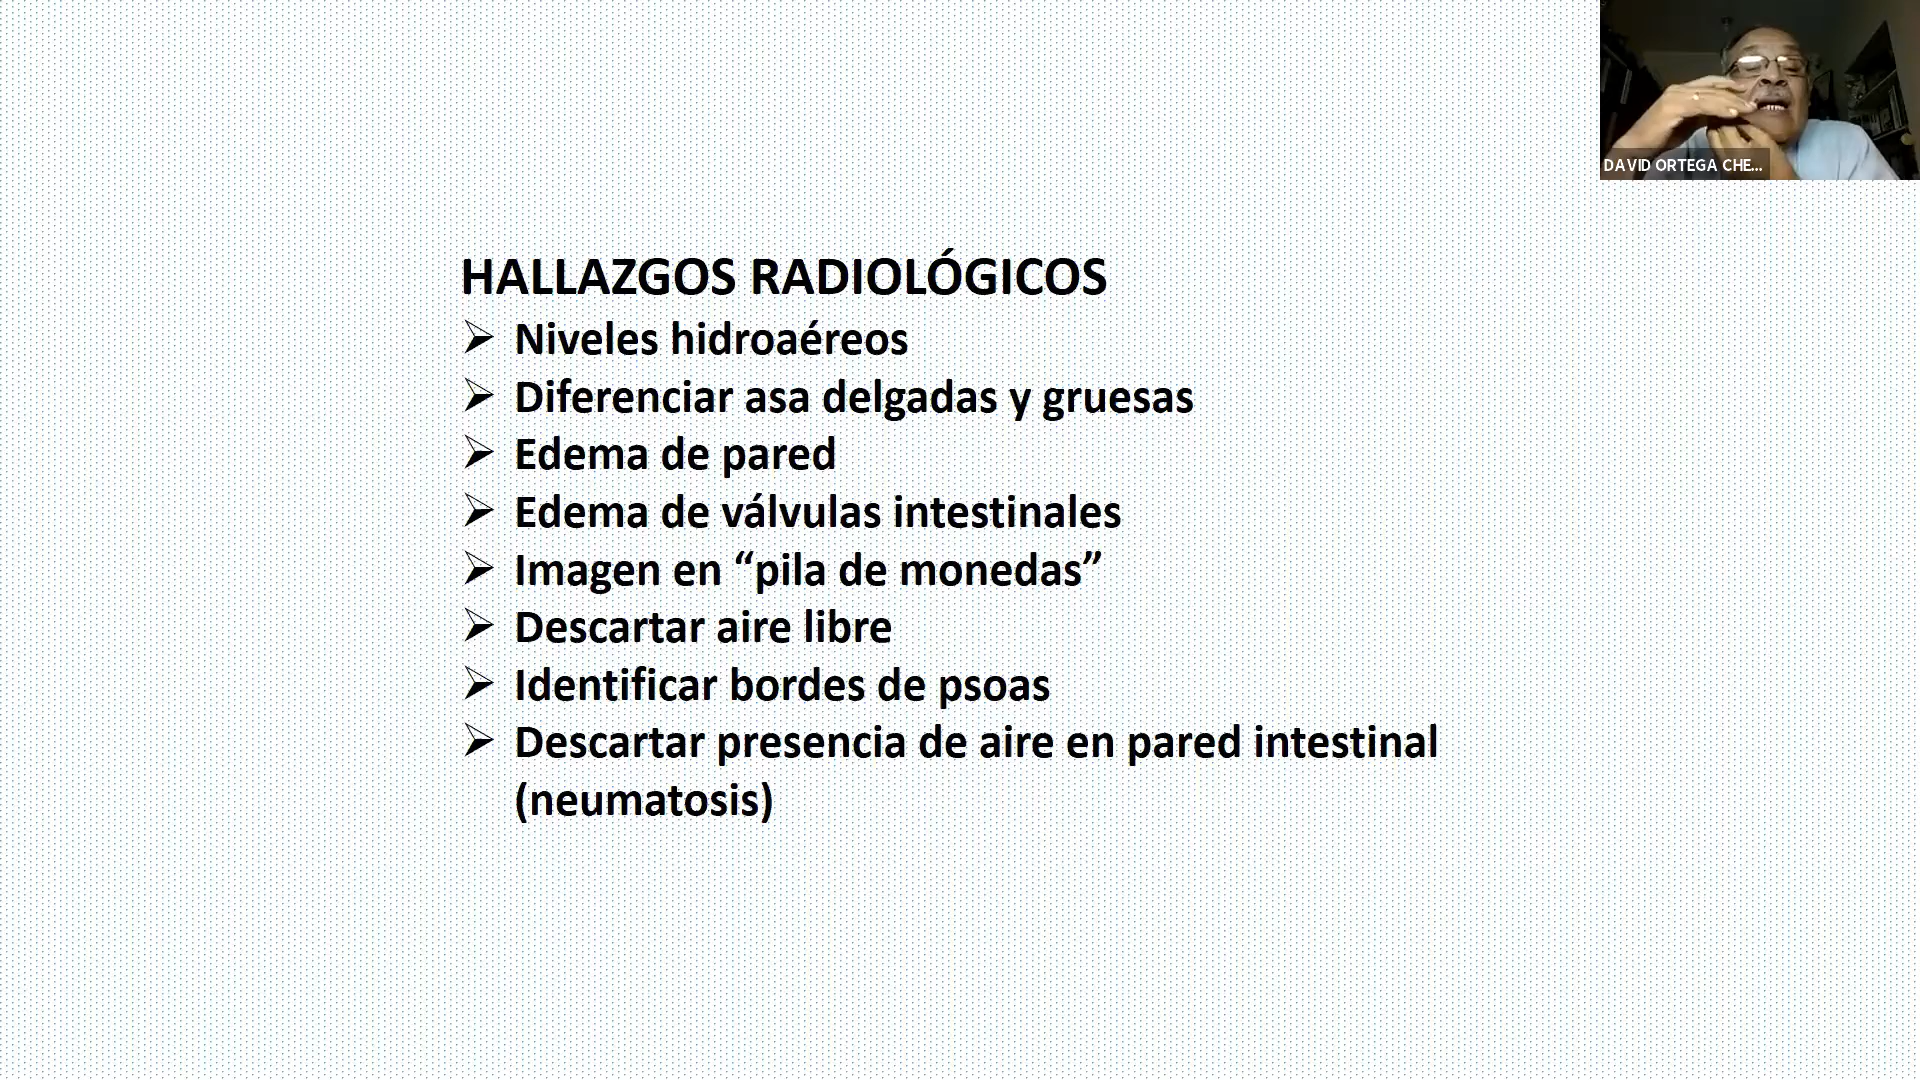 DAVID ORTEGA CHE...
HALLAZGOS RADIOLÓGICOS
➢ Niveles hidroaéreos
➢ Diferenciar asa delgadas y gruesas
➢ Edema de pared
➢ Edema de válvulas intestinales
➢ Imagen en “pila de monedas”
➢ Descartar aire libre
➢ Identificar bordes de psoas
➢ Descartar presencia de aire en pared intestinal
(neumatosis)